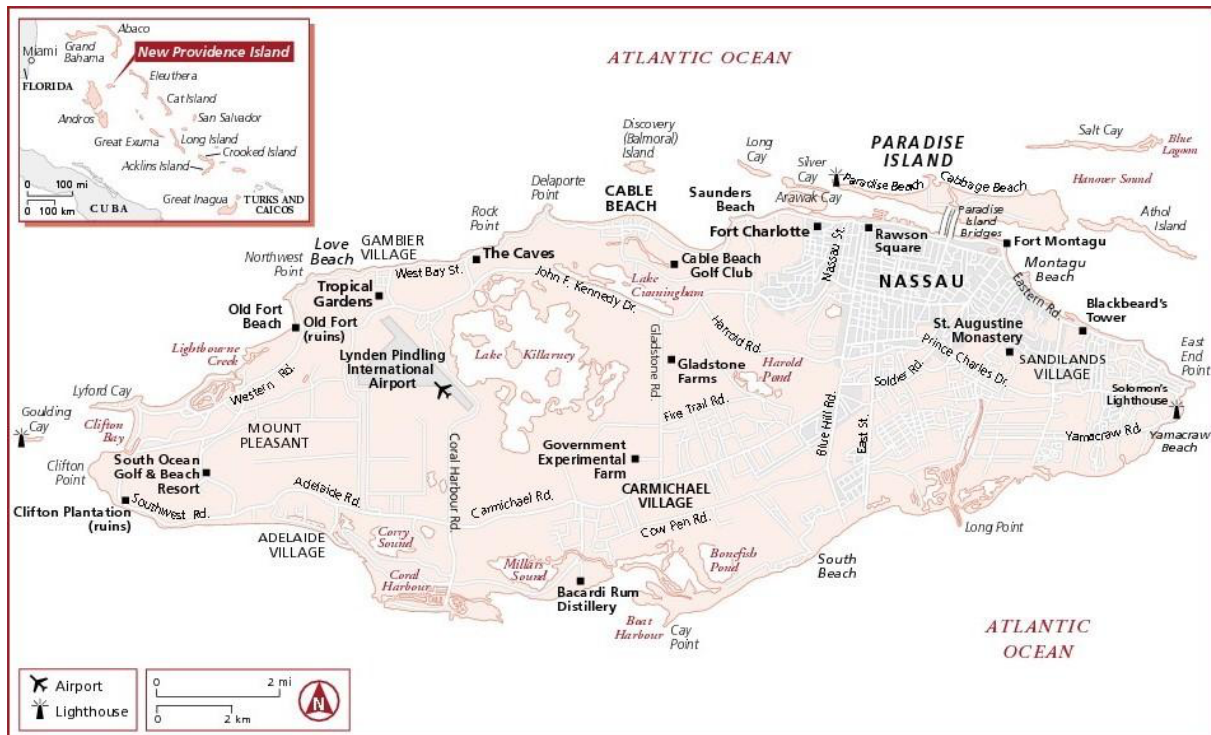 Miami
Grand
Bahama
Abaco
New Providence Island
FLORIDA
Eleuthera
Andros
Cat Island
San Salvador
Great Exuma
Long Island
Crooked Island
Acklins Island
0 100 mi
0 100 km
CUBA
Great Inagua
TURKS AND
CAICOS
ATLANTIC OCEAN
Discovery
(Balmoral)
Island
Long
Cay
Silver
Cay
PARADISE
ISLAND
Salt Cay
Blue
Lagoon
Paradise Beach
Cabbage Beach
Hanover Sound
Delaporte
Point
CABLE
BEACH
Saunders
Beach
Arawak Cay
Athol
Island
Rock
Point
Fort Charlotte
Nassau St.
Rawson
Square
Paradise
Island
Bridges
Fort Montagu
Montagu
Beach
Northwest
Point
Love
Beach
GAMBIER
VILLAGE
West Bay St.
The Caves
Cable Beach
Golf Club
NASSAU
Eastern Rd.
Tropical
Gardens
John F. Kennedy Dr.
Lake
Cunningham
Blackbeard's
Tower
Old Fort
Beach
Old Fort
(ruins)
Harrold Rd.
St. Augustine
Monastery
Prince Charles Dr.
East
End
Point
Lightbourne
Creek
Lynden Pindling
International
Airport
Lake Killarney
Gladstone Rd.
Gladstone
Farms
Harold
Pond
Soldier Rd.
SANDILANDS
VILLAGE
Solomon's
Lighthouse
Lyford Cay
Western Rd.
Fire Trail Rd.
Blue Hill Rd.
East St.
Yamacraw Rd.
Yamacraw
Beach
Goulding
Cay
Clifton
Bay
MOUNT
PLEASANT
Coral Harbour Rd.
Government
Experimental
Farm
Clifton
Point
South Ocean
Golf & Beach
Resort
Adelaide Rd.
Carmichael Rd.
CARMICHAEL
VILLAGE
Clifton Plantation
(ruins)
Southwest Rd.
Cow Pen Rd.
Long Point
ADELAIDE
VILLAGE
Corry
Sound
Millars
Sound
Bonefish
Pond
South
Beach
Coral
Harbour
Bacardi Rum
Distillery
Boat
Harbour
Cay
Point
ATLANTIC
OCEAN
Airport
Lighthouse
0 2 mi
0 2 km
N